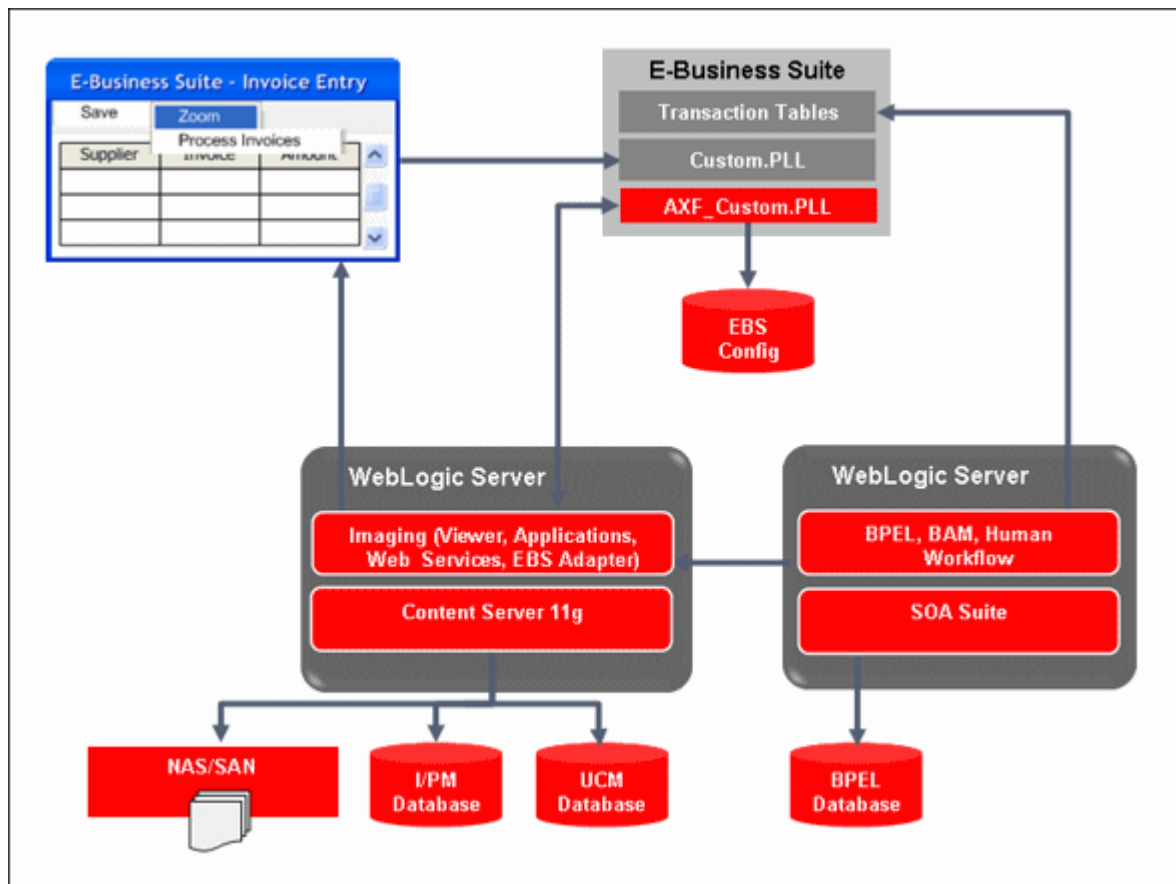 E-Business Suite - Invoice Entry
Save
Zoom
Process Invoices
Supplier
Invoice
Amount
E-Business Suite
Transaction Tables
Custom.PLL
AXF_Custom.PLL
EBS
Config
WebLogic Server
Imaging (Viewer, Applications,
Web Services, EBS Adapter)
Content Server 11g
WebLogic Server
BPEL, BAM, Human
Workflow
SOA Suite
NAS/SAN
I/PM
Database
UCM
Database
BPEL
Database